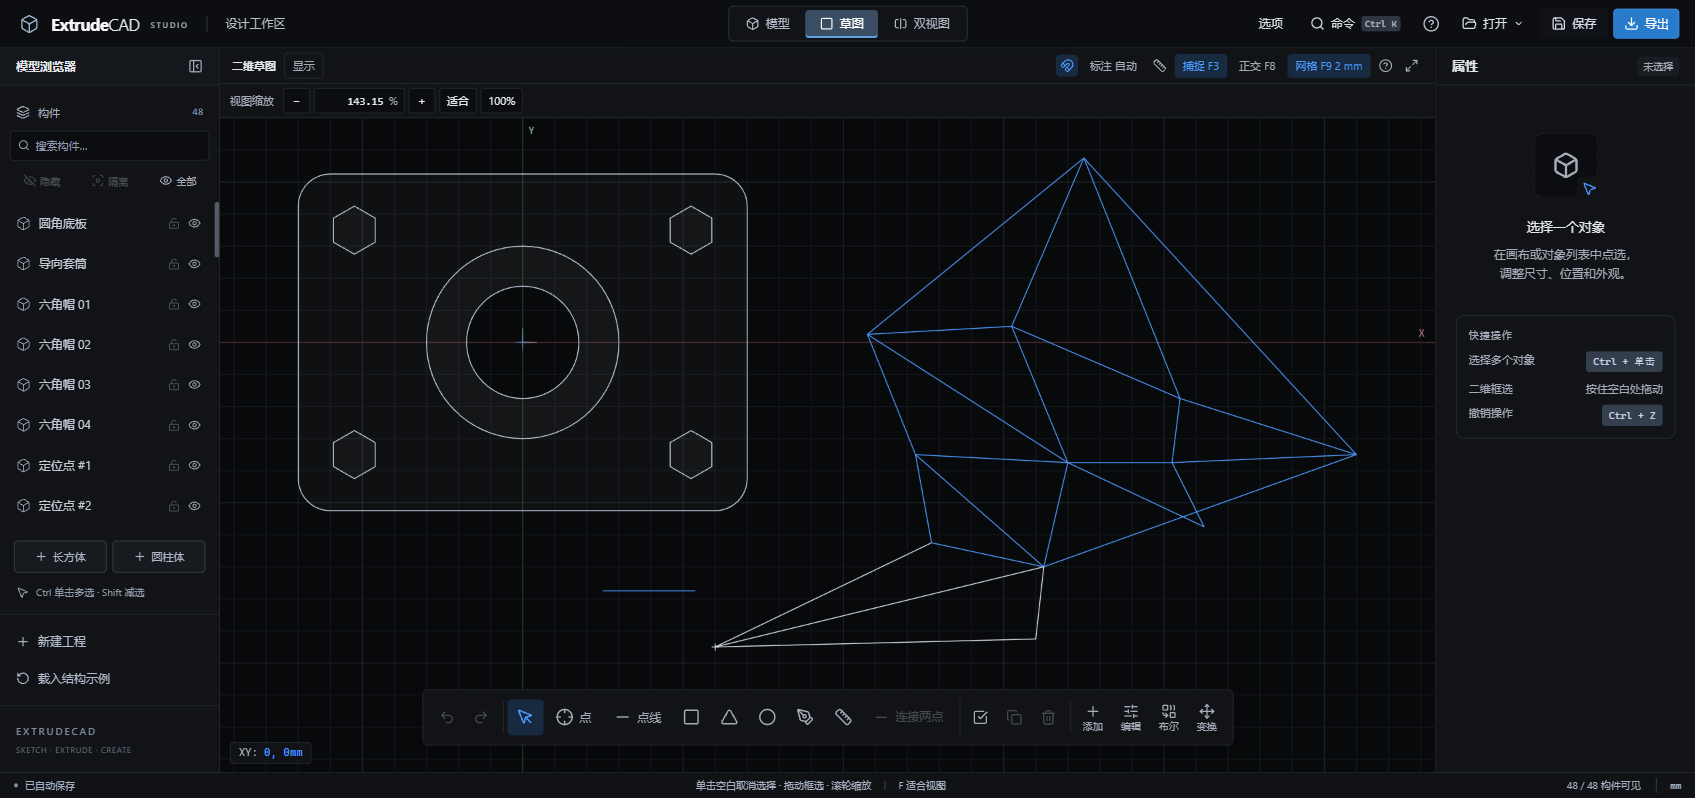 ExtrudeCAD STUDIO 设计工作区 模型 草图 双视图 选项 命令 Ctrl K 打开 保存 导出
模型浏览器 二维草图 显示 标注 自动 捕捉 F3 正交 F8 网格 F9 2 mm 属性 未选择
视图缩放 − 143.15 % + 适合 100%
构件 48
搜索构件...
隐藏 隔离 全部
圆角底板
导向套筒
六角帽 01
六角帽 02
六角帽 03
六角帽 04
定位点 #1
定位点 #2
+ 长方体 + 圆柱体
Ctrl 单击多选 · Shift 减选
+ 新建工程
载入结构示例
EXTRUDECAD
SKETCH · EXTRUDE · CREATE
Y
X
选择一个对象
在画布或对象列表中点选，
调整尺寸、位置和外观。
快捷操作
选择多个对象 Ctrl + 单击
二维框选 按住空白处拖动
撤销操作 Ctrl + Z
点 点线 连接两点 添加 编辑 布尔 变换
XY: 0, 0mm
已自动保存 单击空白取消选择 · 拖动框选 · 滚轮缩放 | F 适合视图 48 / 48 构件可见 mm